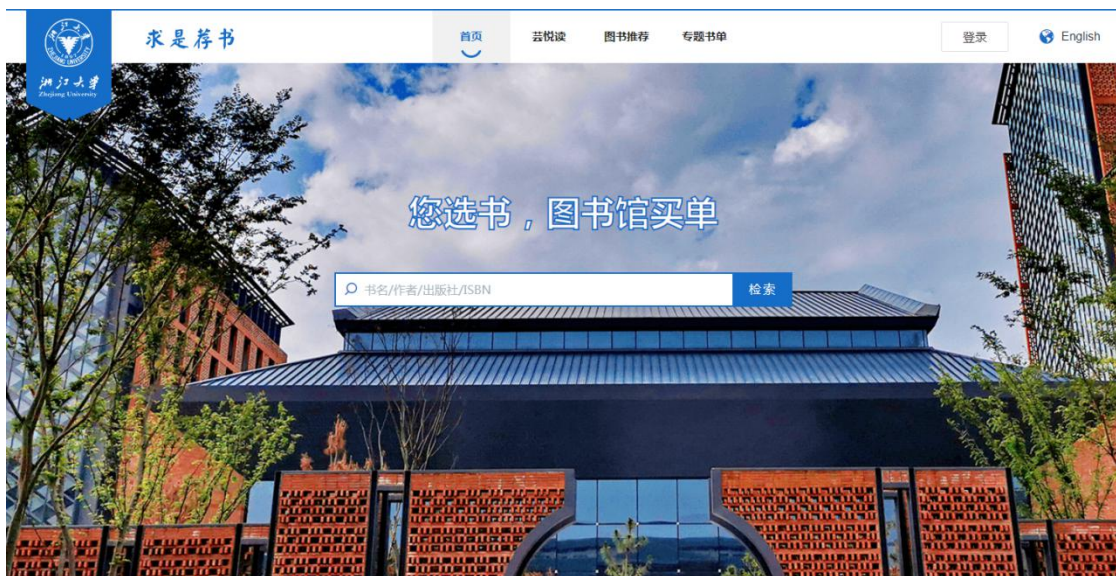 求是荐书
首页
芸悦读
图书推荐
专题书单
登录
English
浙江大学
Zhejiang University
您选书，图书馆买单
书名/作者/出版社/ISBN
检索